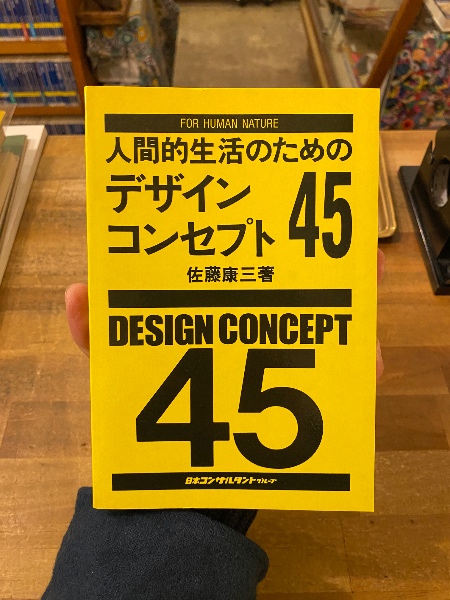 FOR HUMAN NATURE
人間的生活のための
デザイン
コンセプト 45
佐藤康三著
DESIGN CONCEPT
45
日本コンサルタントグループ